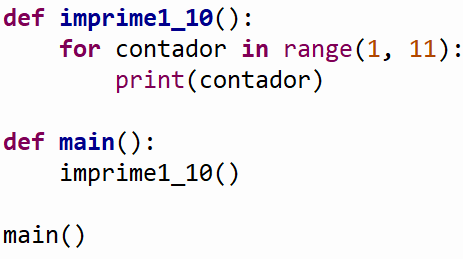 def imprime1_10():
    for contador in range(1, 11):
        print(contador)

def main():
    imprime1_10()

main()